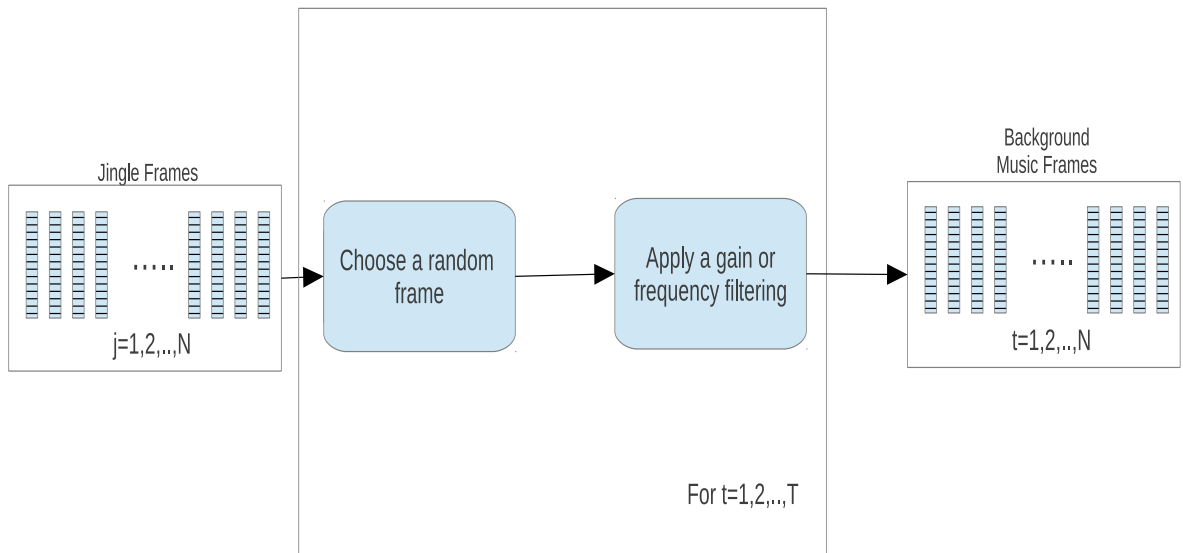 Jingle Frames
j=1,2,..,N
Choose a random
frame
Apply a gain or
frequency filtering
For t=1,2,..,T
Background
Music Frames
t=1,2,..,N